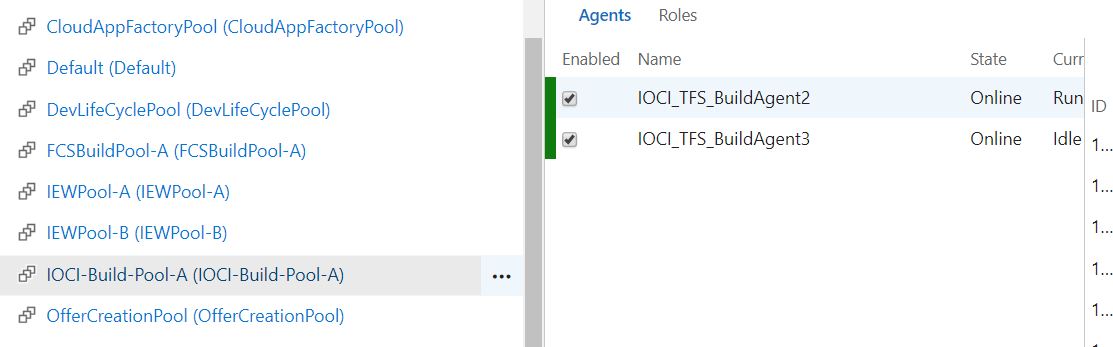 CloudAppFactoryPool (CloudAppFactoryPool)
Default (Default)
DevLifeCyclePool (DevLifeCyclePool)
FCSBuildPool-A (FCSBuildPool-A)
IEWPool-A (IEWPool-A)
IEWPool-B (IEWPool-B)
IOCI-Build-Pool-A (IOCI-Build-Pool-A) ...
OfferCreationPool (OfferCreationPool)
Agents Roles
Enabled Name State Curr
IOCI_TFS_BuildAgent2 Online Run
IOCI_TFS_BuildAgent3 Online Idle
ID
1...
1...
1...
1...
1...